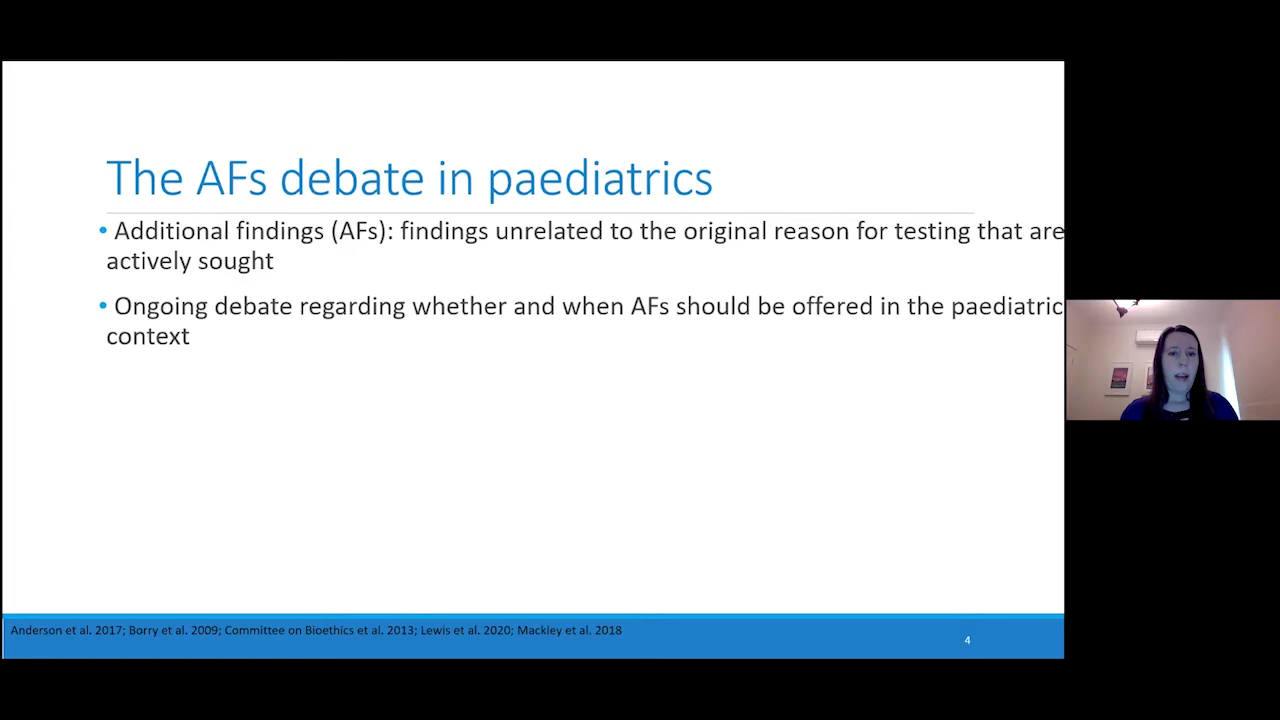 The AFs debate in paediatrics
• Additional findings (AFs): findings unrelated to the original reason for testing that are
actively sought
• Ongoing debate regarding whether and when AFs should be offered in the paediatric
context
Anderson et al. 2017; Borry et al. 2009; Committee on Bioethics et al. 2013; Lewis et al. 2020; Mackley et al. 2018
4